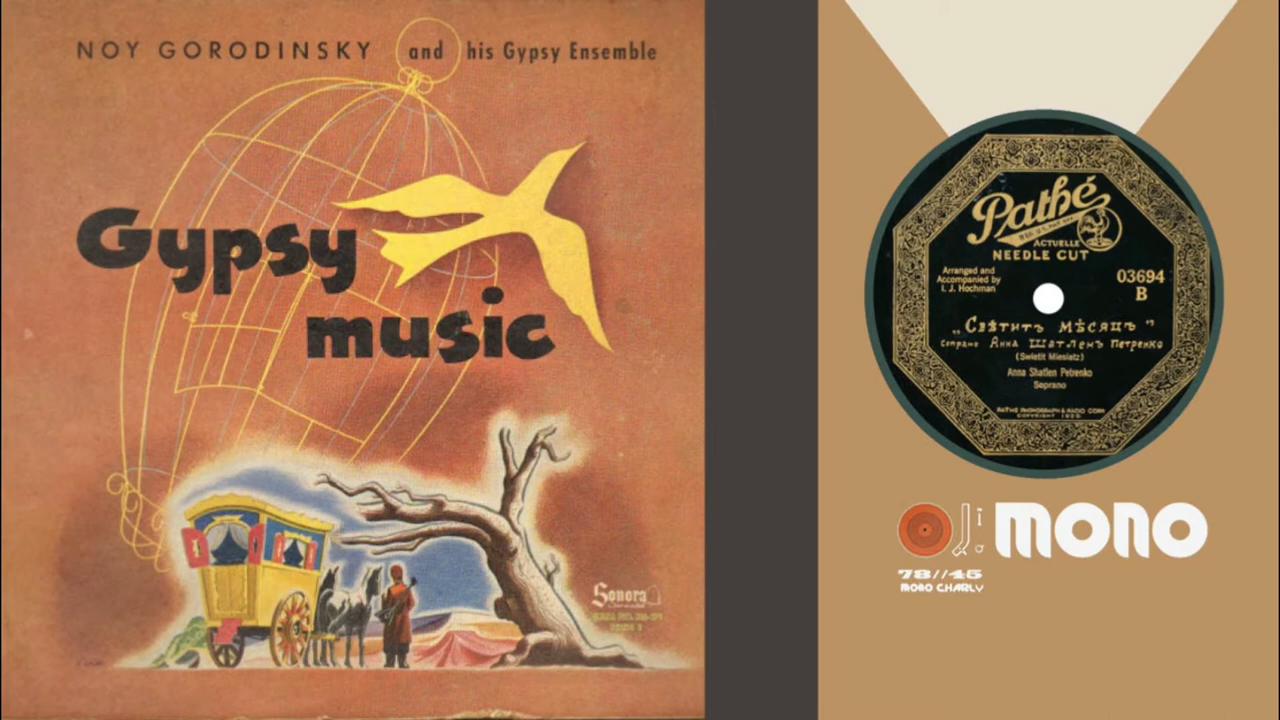 NOY GORODINSKY and his Gypsy Ensemble
Gypsy
music
Sonora
Pathé
ACTUELLE
NEEDLE CUT
Arranged and
Accompanied by
I. J. Hochman
03694
B
„Свѣтитъ Мѣсяцъ"
Сопрано Анна Шатленъ Петренко
(Swietit Miesiatz)
Anna Shatlen Petrenko
Soprano
PATHE PHONOGRAPH & RADIO CORP.
MONO
78//45
MONO CHARLY